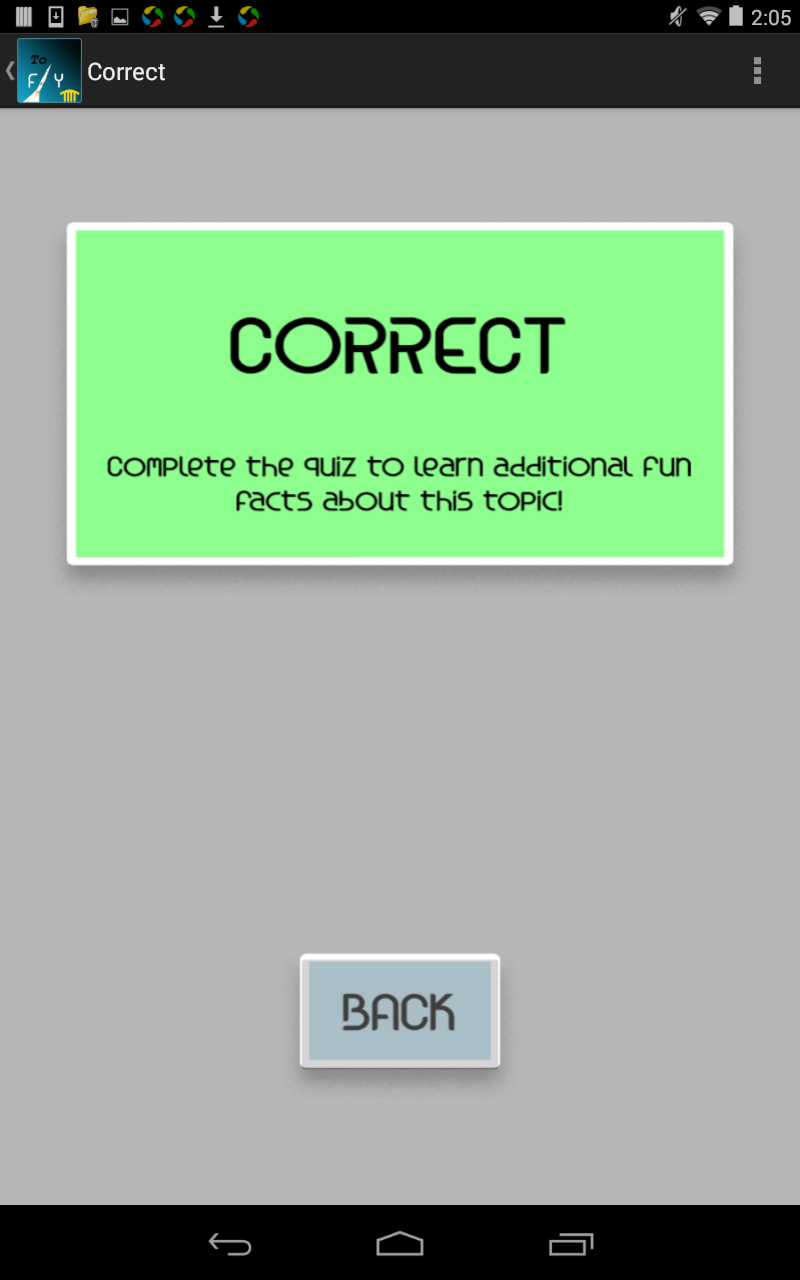 2:05
To
F/Y
Correct
CORRECT
Complete the quiz to learn additional fun
facts about this topic!
BACK